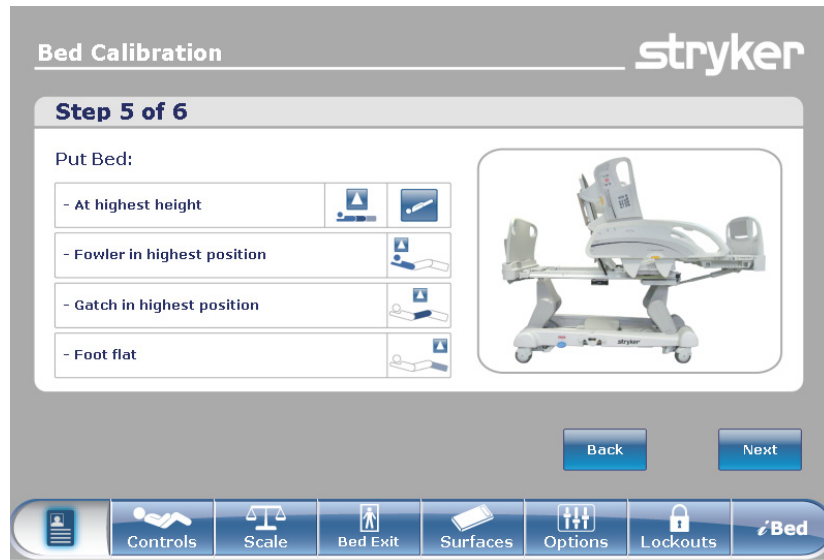 Bed Calibration
stryker
Step 5 of 6
Put Bed:
- At highest height
- Fowler in highest position
- Gatch in highest position
- Foot flat
stryker
Back
Next
Controls
Scale
Bed Exit
Surfaces
Options
Lockouts
iBed